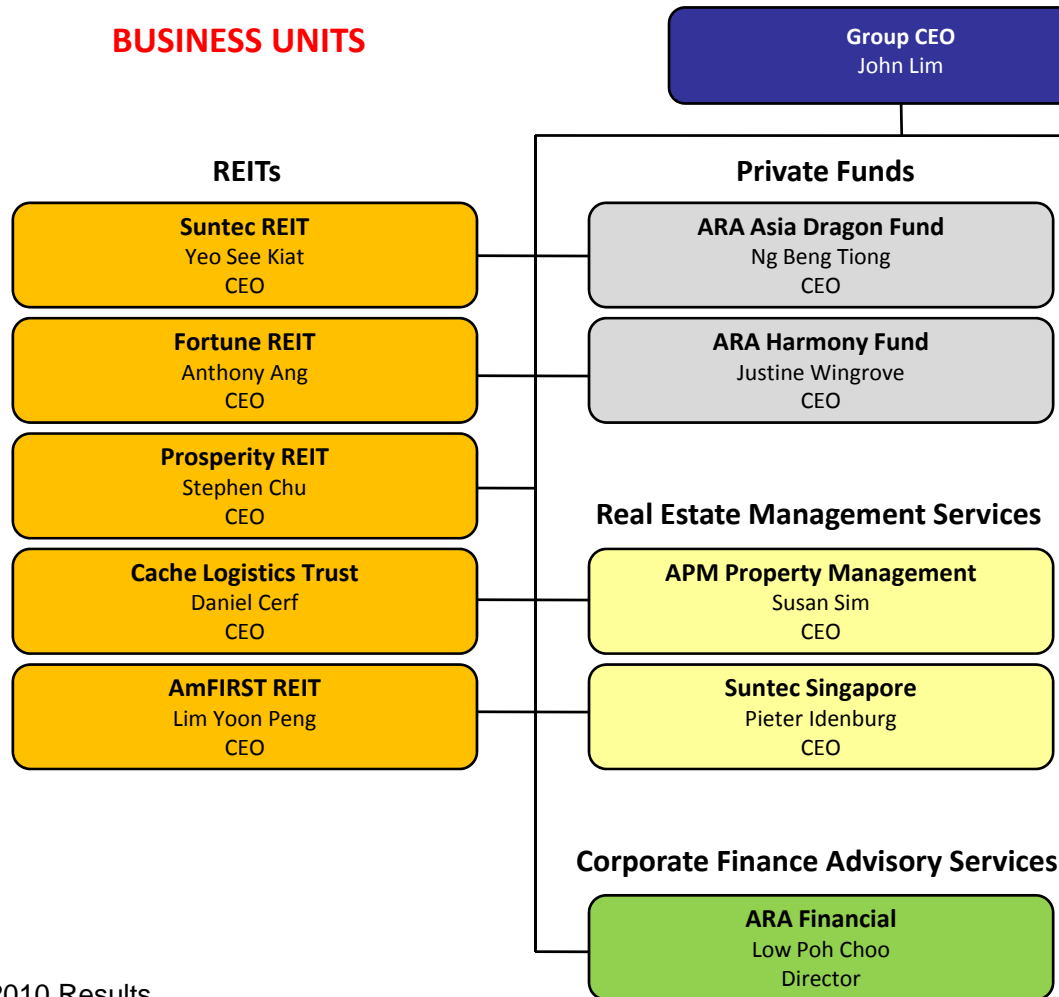 BUSINESS UNITS
Group CEO
John Lim
REITs
Suntec REIT
Yeo See Kiat
CEO
Fortune REIT
Anthony Ang
CEO
Prosperity REIT
Stephen Chu
CEO
Cache Logistics Trust
Daniel Cerf
CEO
AmFIRST REIT
Lim Yoon Peng
CEO
Private Funds
ARA Asia Dragon Fund
Ng Beng Tiong
CEO
ARA Harmony Fund
Justine Wingrove
CEO
Real Estate Management Services
APM Property Management
Susan Sim
CEO
Suntec Singapore
Pieter Idenburg
CEO
Corporate Finance Advisory Services
ARA Financial
Low Poh Choo
Director
2010 Results